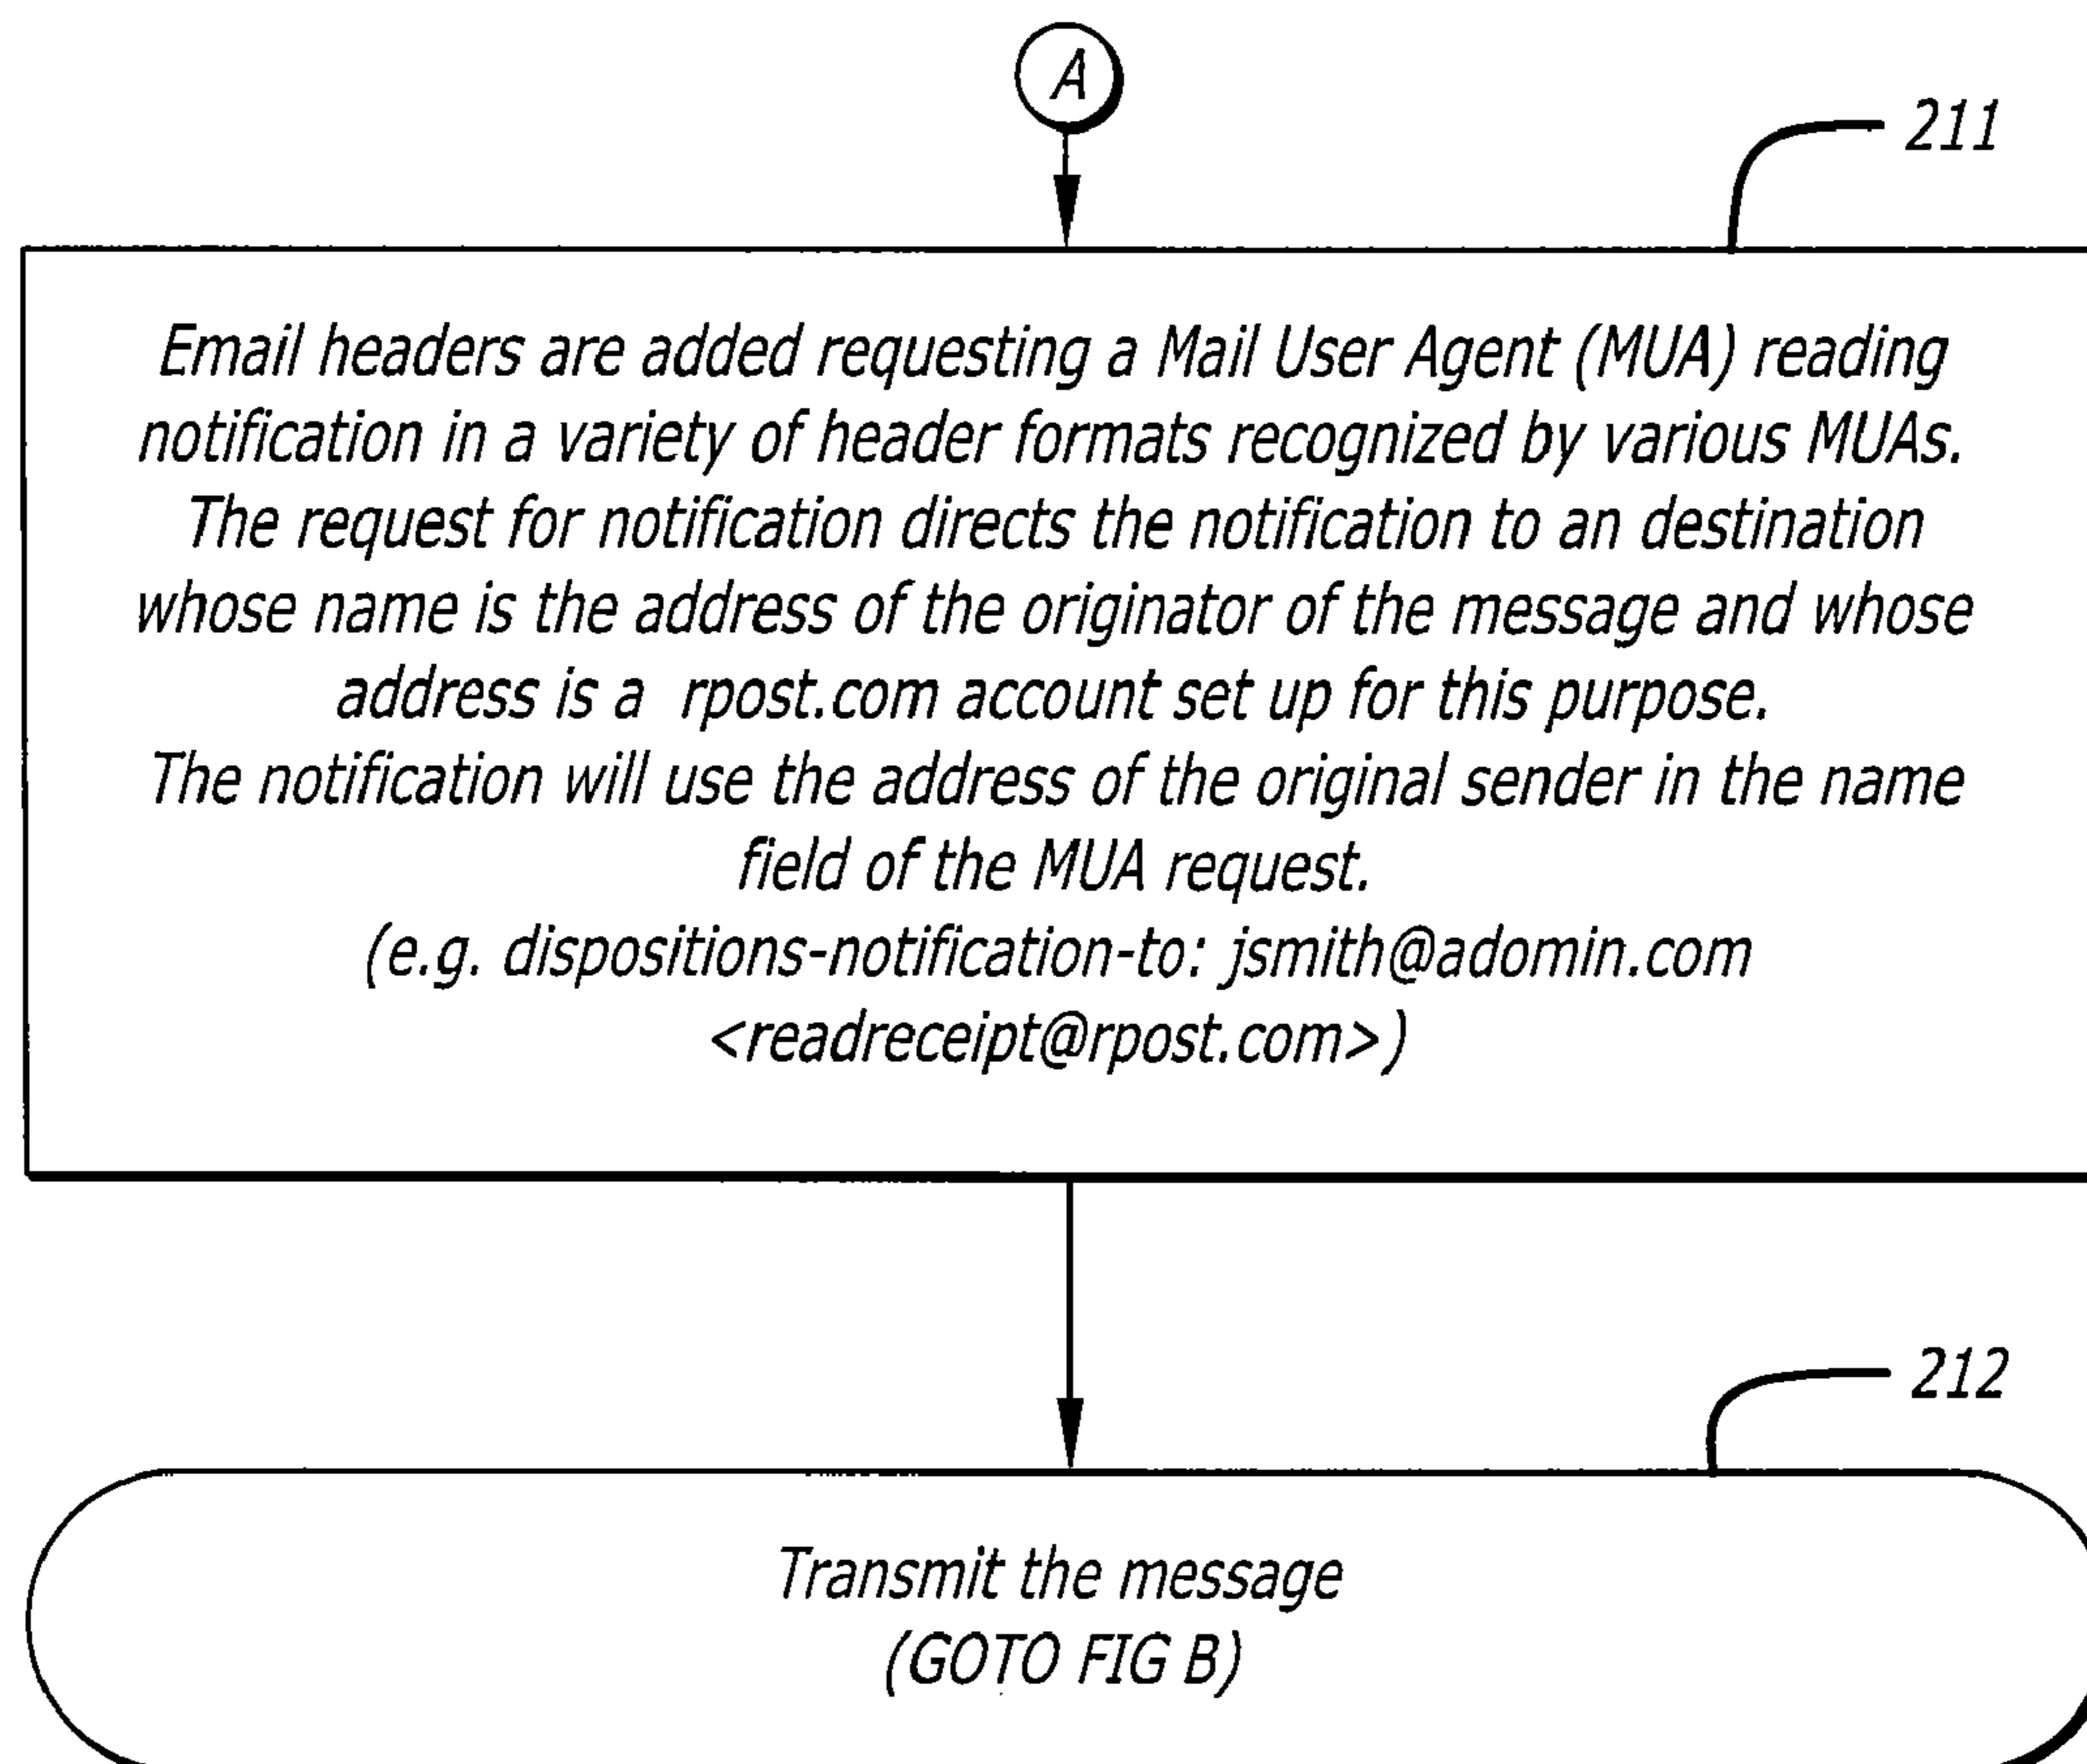 A
211
Email headers are added requesting a Mail User Agent (MUA) reading
notification in a variety of header formats recognized by various MUAs.
The request for notification directs the notification to an destination
whose name is the address of the originator of the message and whose
address is a rpost.com account set up for this purpose.
The notification will use the address of the original sender in the name
field of the MUA request.
(e.g. dispositions-notification-to: jsmith@adomin.com
<readreceipt@rpost.com>)
212
Transmit the message
(GOTO FIG B)